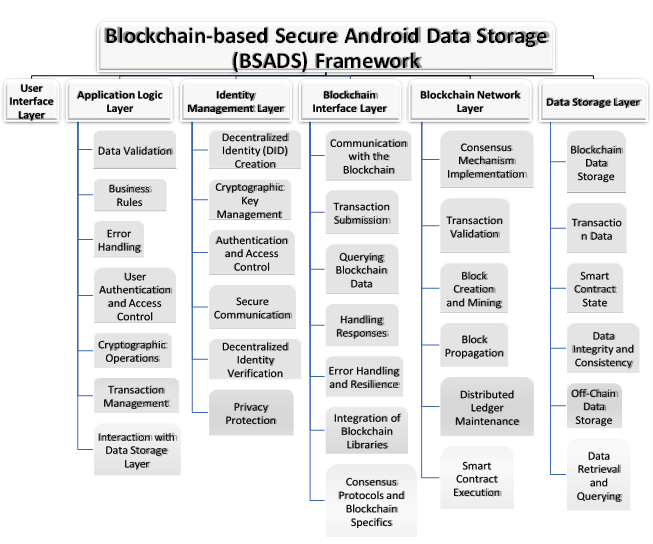 Blockchain-based Secure Android Data Storage
(BSADS) Framework
User
Interface
Layer
Application Logic
Layer
Data Validation
Business
Rules
Error
Handling
User
Authentication
and Access
Control
Cryptographic
Operations
Transaction
Management
Interaction with
Data Storage
Layer
Identity
Management Layer
Decentralized
Identity (DID)
Creation
Cryptographic
Key
Management
Authentication
and Access
Control
Secure
Communication
Decentralized
Identity
Verification
Privacy
Protection
Blockchain
Interface Layer
Communication
with the
Blockchain
Transaction
Submission
Querying
Blockchain
Data
Handling
Responses
Error Handling
and Resilience
Integration of
Blockchain
Libraries
Consensus
Protocols and
Blockchain
Specifics
Blockchain Network
Layer
Consensus
Mechanism
Implementation
Transaction
Validation
Block
Creation
and Mining
Block
Propagation
Distributed
Ledger
Maintenance
Smart
Contract
Execution
Data Storage Layer
Blockchain
Data
Storage
Transactio
n Data
Smart
Contract
State
Data
Integrity and
Consistency
Off-Chain
Data
Storage
Data
Retrieval
and
Querying